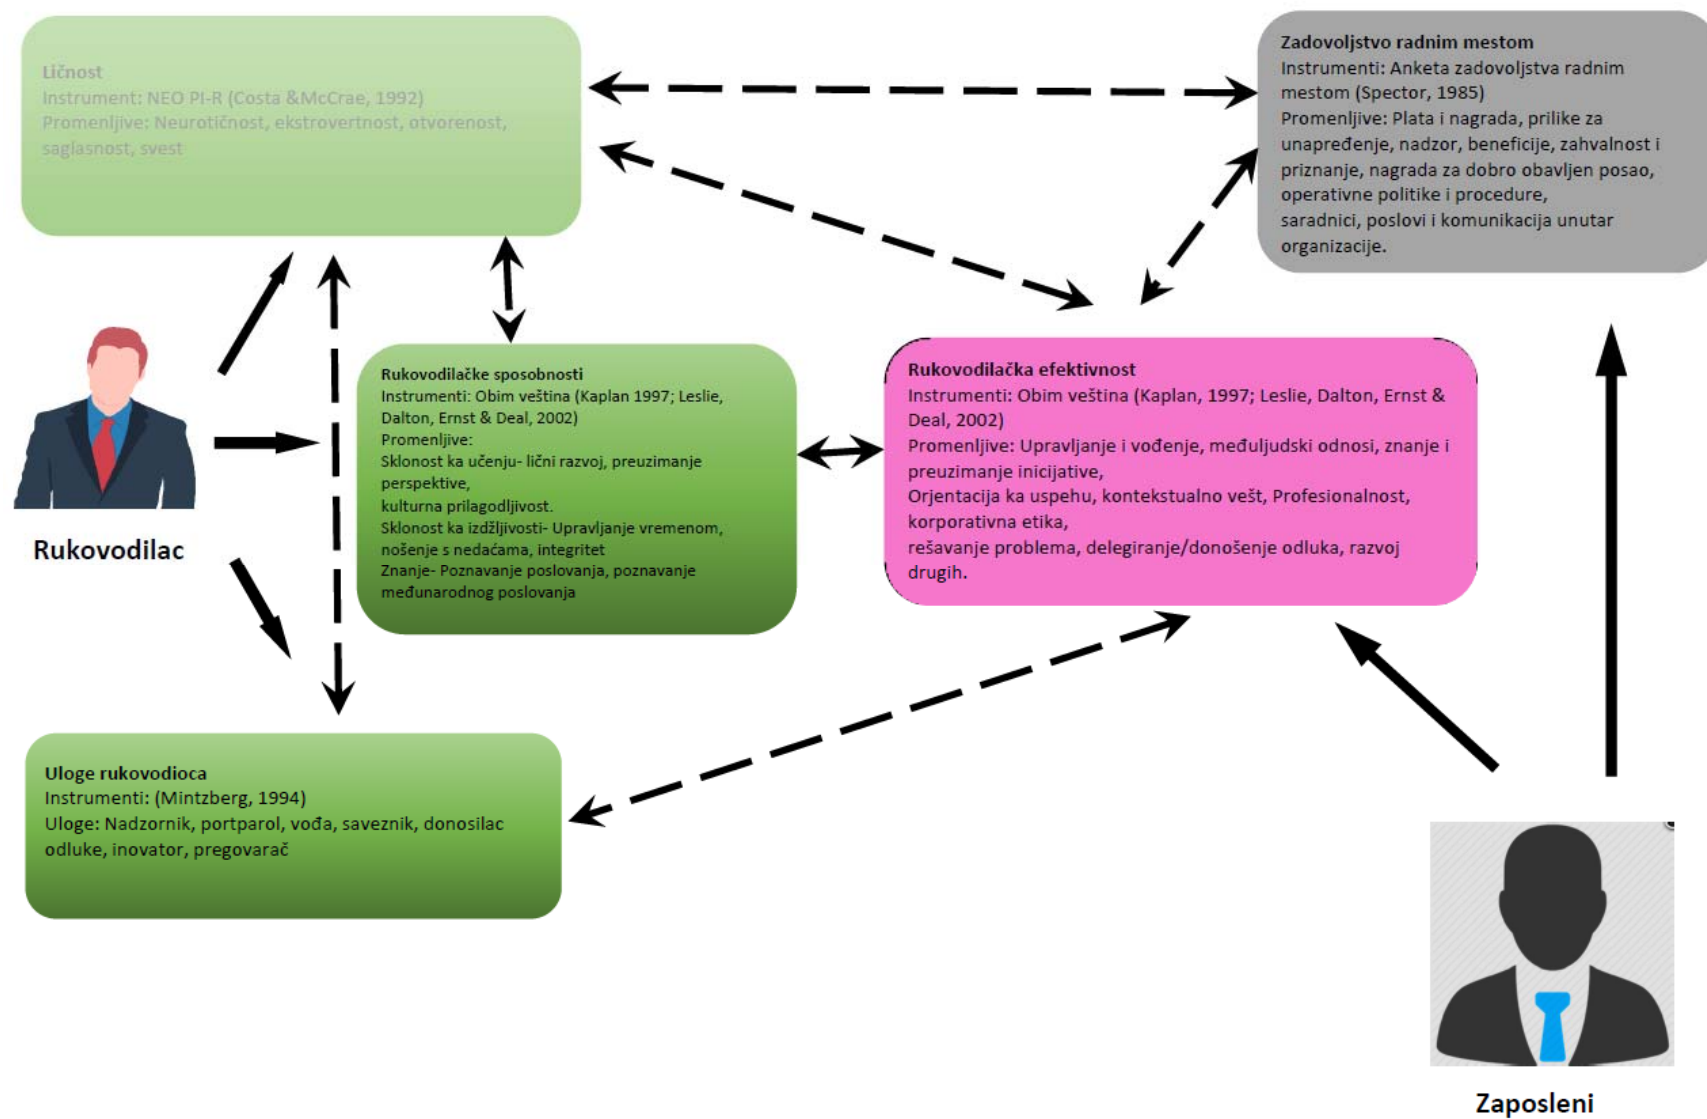 Ličnost
Instrument: NEO PI-R (Costa &McCrae, 1992)
Promenljive: Neurotičnost, ekstrovertnost, otvorenost,
saglasnost, svest
Zadovoljstvo radnim mestom
Instrumenti: Anketa zadovoljstva radnim
mestom (Spector, 1985)
Promenljive: Plata i nagrada, prilike za
unapređenje, nadzor, beneficije, zahvalnost i
priznanje, nagrada za dobro obavljen posao,
operativne politike i procedure,
saradnici, poslovi i komunikacija unutar
organizacije.
Rukovodilac
Rukovodilačke sposobnosti
Instrumenti: Obim veština (Kaplan 1997; Leslie,
Dalton, Ernst & Deal, 2002)
Promenljive:
Sklonost ka učenju- lični razvoj, preuzimanje
perspektive,
kulturna prilagodljivost.
Sklonost ka izdžljivosti- Upravljanje vremenom,
nošenje s nedaćama, integritet
Znanje- Poznavanje poslovanja, poznavanje
međunarodnog poslovanja
Rukovodilačka efektivnost
Instrumenti: Obim veština (Kaplan, 1997; Leslie, Dalton, Ernst &
Deal, 2002)
Promenljive: Upravljanje i vođenje, međuljudski odnosi, znanje i
preuzimanje inicijative,
Orjentacija ka uspehu, kontekstualno vešt, Profesionalnost,
korporativna etika,
rešavanje problema, delegiranje/donošenje odluka, razvoj
drugih.
Uloge rukovodioca
Instrumenti: (Mintzberg, 1994)
Uloge: Nadzornik, portparol, vođa, saveznik, donosilac
odluke, inovator, pregovarač
Zaposleni